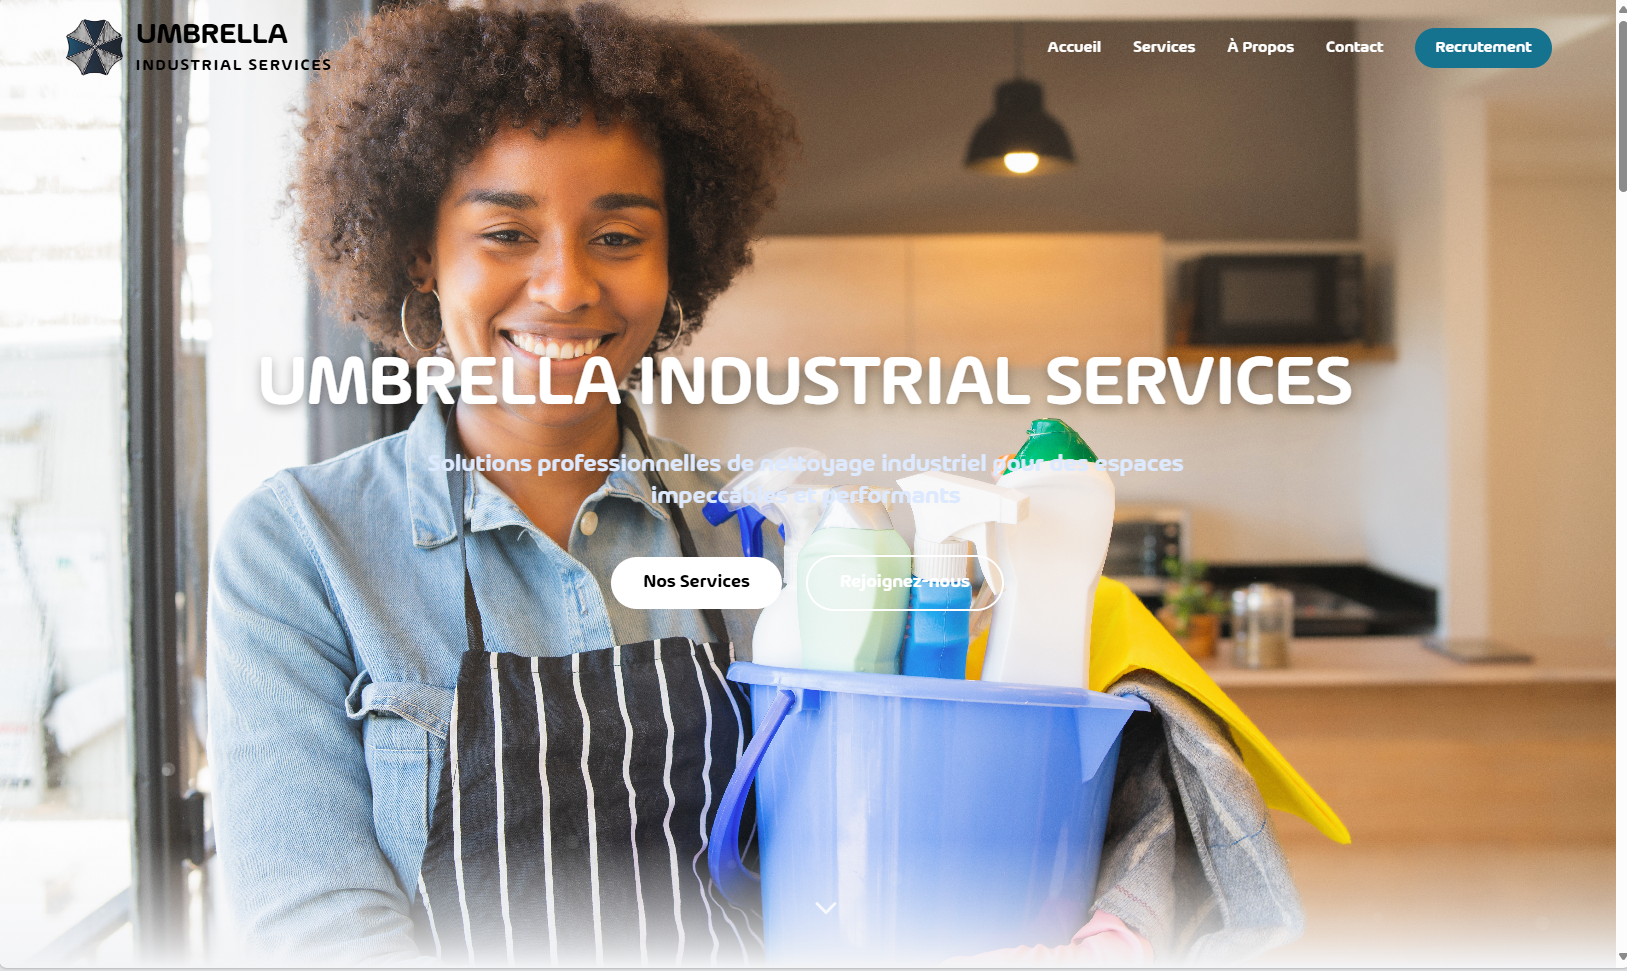 UMBRELLA
INDUSTRIAL SERVICES
Accueil Services À Propos Contact Recrutement
UMBRELLA INDUSTRIAL SERVICES
Solutions professionnelles de nettoyage industriel pour des espaces
impeccables et performants
Nos Services Rejoignez-nous